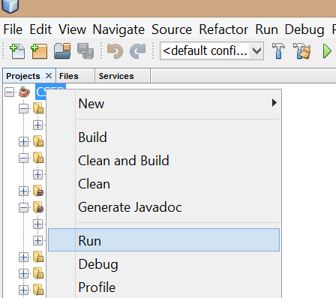 File Edit View Navigate Source Refactor Run Debug
<default confi...
Projects Files Services
New
Build
Clean and Build
Clean
Generate Javadoc
Run
Debug
Profile